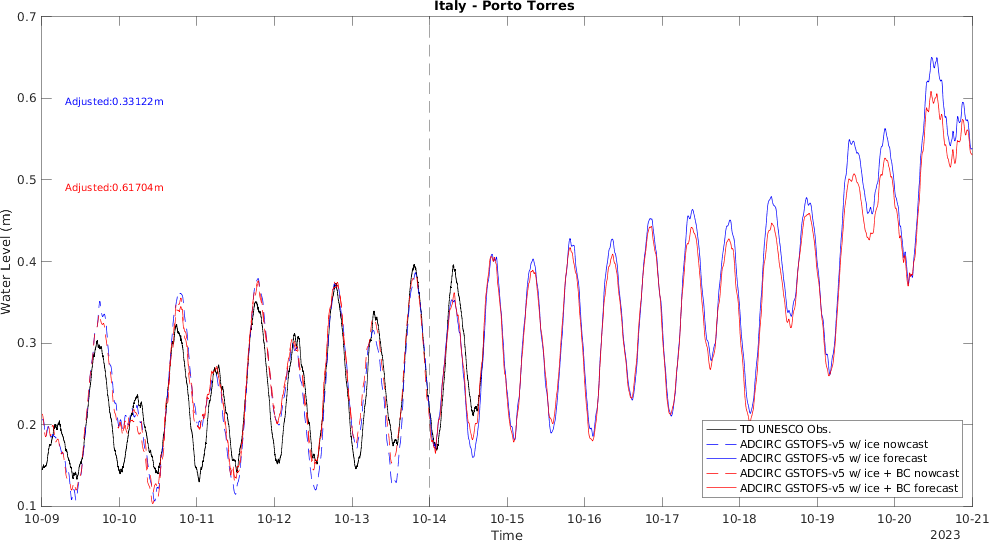 Italy - Porto Torres
0.7
0.6
0.5
0.4
0.3
0.2
0.1
Water Level (m)
Adjusted:0.33122m
Adjusted:0.61704m
TD UNESCO Obs.
ADCIRC GSTOFS-v5 w/ ice nowcast
ADCIRC GSTOFS-v5 w/ ice forecast
ADCIRC GSTOFS-v5 w/ ice + BC nowcast
ADCIRC GSTOFS-v5 w/ ice + BC forecast
10-09 10-10 10-11 10-12 10-13 10-14 10-15 10-16 10-17 10-18 10-19 10-20 10-21
Time
2023